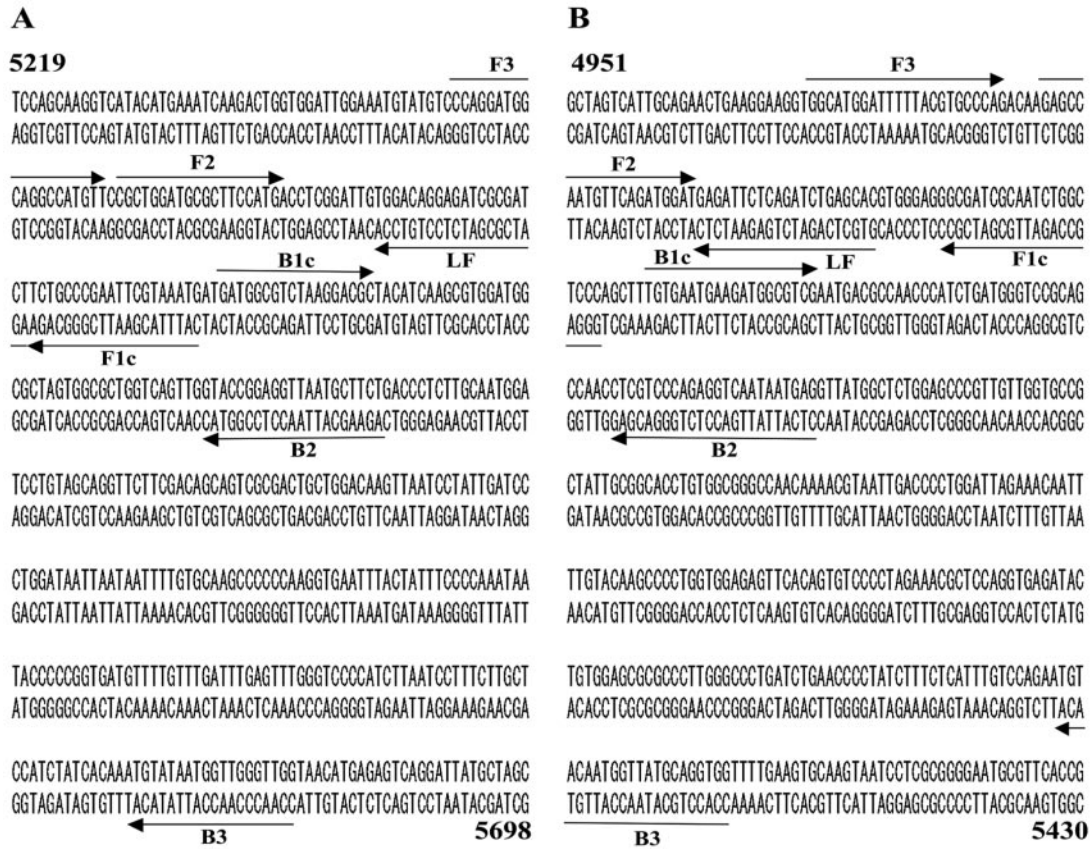 A
5219
F3
TCCAGCAAGGTCATACATGAAATCAAGACTGGTGGATTGGAAATGTATGTCCCAGGATGG
AGGTCGTTCCAGTATGTACTTTAGTTCTGACCACCTAACCTTTACATACAGGGTCCTACC
F2
CAGGCCATGTTCCGCTGGATGCGCTTCCATGACCTCGGATTGTGGACAGGAGATCGCGAT
GTCCGGTACAAGGCGACCTACGCGAAGGTACTGGAGCCTAACACCTGTCCTCTAGCGCTA
B1c
LF
CTTCTGCCCGAATTCGTAAATGATGATGGCGTCTAAGGACGCTACATCAAGCGTGGATGG
GAAGACGGGCTTAAGCATTTACTACTACCGCAGATTCCTGCGATGTAGTTCGCACCTACC
F1c
CGCTAGTGGCGCTGGTCAGTTGGTACCGGAGGTTAATGCTTCTGACCCTCTTGCAATGGA
GCGATCACCGCGACCAGTCAACCATGGCCTCCAATTACGAAGACTGGGAGAACGTTACCT
B2
TCCTGTAGCAGGTTCTTCGACAGCAGTCGCGACTGCTGGACAAGTTAATCCTATTGATCC
AGGACATCGTCCAAGAAGCTGTCGTCAGCGCTGACGACCTGTTCAATTAGGATAACTAGG
CTGGATAATTAATAATTTTGTGCAAGCCCCCCAAGGTGAATTTACTATTTCCCCAAATAA
GACCTATTAATTATTAAAACACGTTCGGGGGGTTCCACTTAAATGATAAAGGGGTTTATT
TACCCCCGGTGATGTTTTGTTTGATTTGAGTTTGGGTCCCCATCTTAATCCTTTCTTGCT
ATGGGGGCCACTACAAAACAAACTAAACTCAAACCCAGGGGTAGAATTAGGAAAGAACGA
CCATCTATCACAAATGTATAATGGTTGGGTTGGTAACATGAGAGTCAGGATTATGCTAGC
GGTAGATAGTGTTTACATATTACCAACCCAACCATTGTACTCTCAGTCCTAATACGATCG
B3
5698
B
4951
F3
GCTAGTCATTGCAGAACTGAAGGAAGGTGGCATGGATTTTTACGTGCCCAGACAAGAGCC
CGATCAGTAACGTCTTGACTTCCTTCCACCGTACCTAAAAATGCACGGGTCTGTTCTCGG
F2
AATGTTCAGATGGATGAGATTCTCAGATCTGAGCACGTGGGAGGGCGATCGCAATCTGGC
TTACAAGTCTACCTACTCTAAGAGTCTAGACTCGTGCACCCTCCCGCTAGCGTTAGACCG
B1c
LF
F1c
TCCCAGCTTTGTGAATGAAGATGGCGTCGAATGACGCCAACCCATCTGATGGGTCCGCAG
AGGGTCGAAAGACTTACTTCTACCGCAGCTTACTGCGGTTGGGTAGACTACCCAGGCGTC
CCAACCTCGTCCCAGAGGTCAATAATGAGGTTATGGCTCTGGAGCCCGTTGTTGGTGCCG
GGTTGGAGCAGGGTCTCCAGTTATTACTCCAATACCGAGACCTCGGGCAACAACCACGGC
B2
CTATTGCGGCACCTGTGGCGGGCCAACAAAACGTAATTGACCCCTGGATTAGAAACAATT
GATAACGCCGTGGACACCGCCCGGTTGTTTTGCATTAACTGGGGACCTAATCTTTGTTAA
TTGTACAAGCCCCTGGTGGAGAGTTCACAGTGTCCCCTAGAAACGCTCCAGGTGAGATAC
AACATGTTCGGGGACCACCTCTCAAGTGTCACAGGGGATCTTTGCGAGGTCCACTCTATG
TGTGGAGCGCGCCCTTGGGCCCTGATCTGAACCCCTATCTTTCTCATTTGTCCAGAATGT
ACACCTCGCGCGGGAACCCGGGACTAGACTTGGGGATAGAAAGAGTAAACAGGTCTTACA
ACAATGGTTATGCAGGTGGTTTTGAAGTGCAAGTAATCCTCGCGGGGAATGCGTTCACCG
TGTTACCAATACGTCCACCAAAACTTCACGTTCATTAGGAGCGCCCCTTACGCAAGTGGC
B3
5430